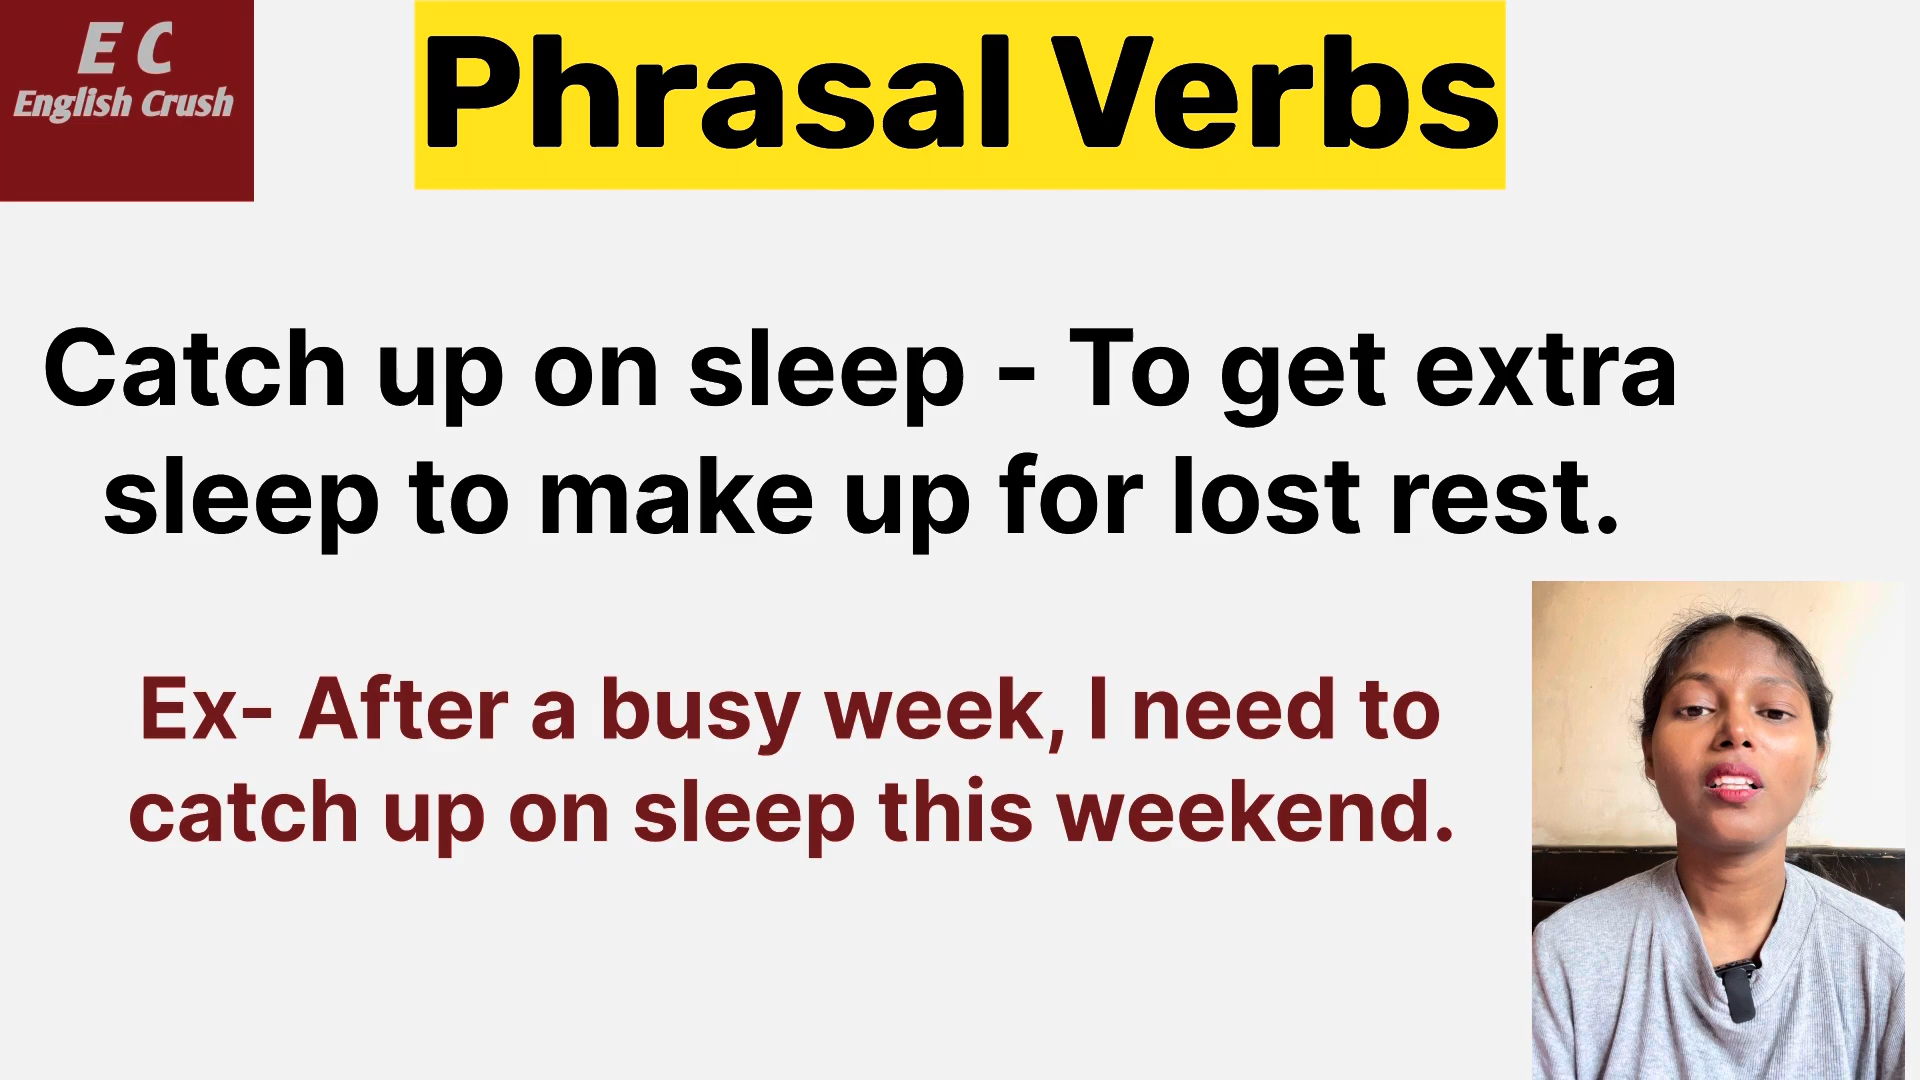 E C
English Crush
Phrasal Verbs
Catch up on sleep - To get extra
sleep to make up for lost rest.
Ex- After a busy week, I need to
catch up on sleep this weekend.